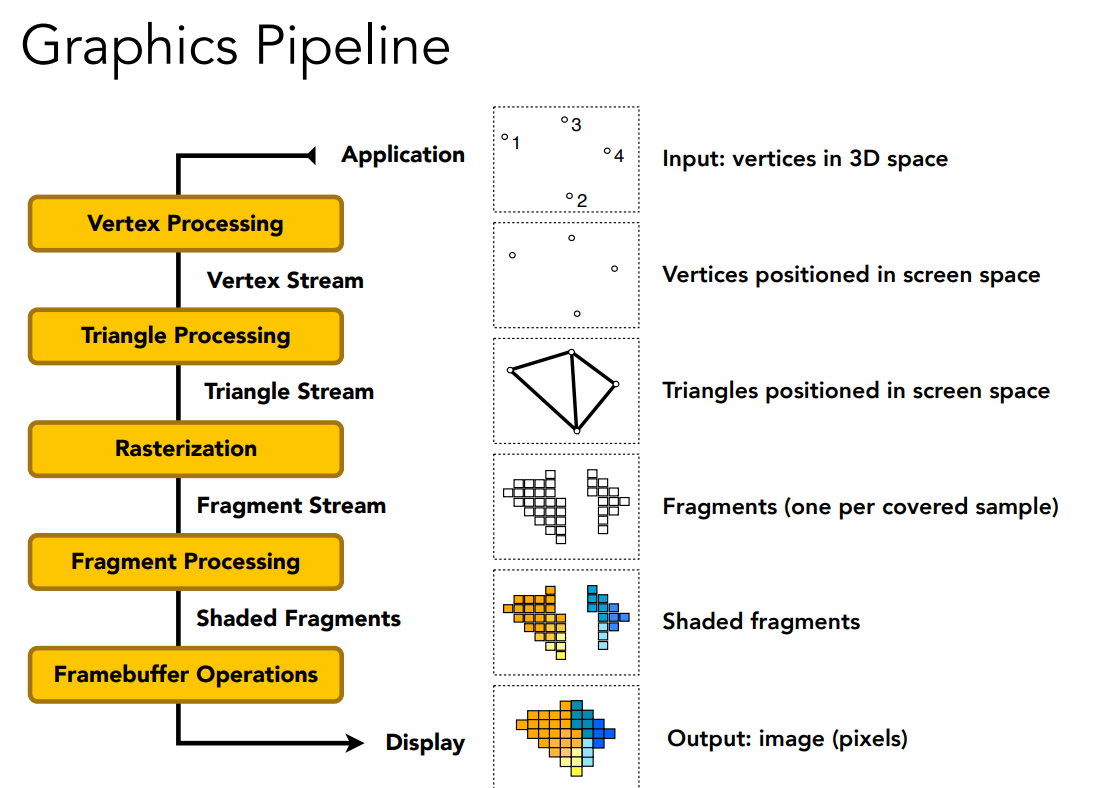 Graphics Pipeline
Application
1
3
4
2
Input: vertices in 3D space
Vertex Processing
Vertex Stream
Vertices positioned in screen space
Triangle Processing
Triangle Stream
Triangles positioned in screen space
Rasterization
Fragment Stream
Fragments (one per covered sample)
Fragment Processing
Shaded Fragments
Shaded fragments
Framebuffer Operations
Display
Output: image (pixels)